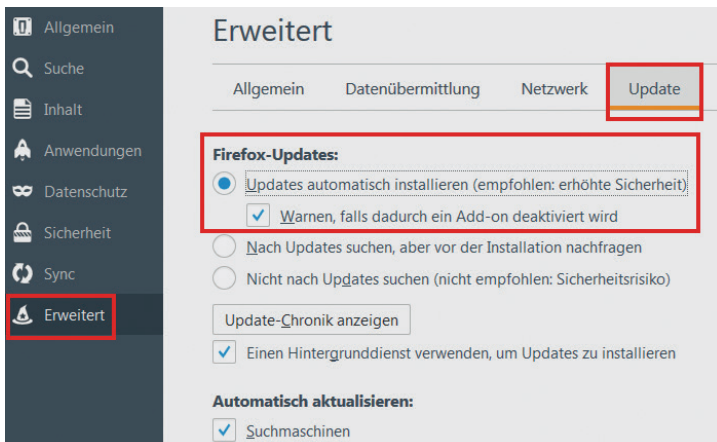 Allgemein
Suche
Inhalt
Anwendungen
Datenschutz
Sicherheit
Sync
Erweitert
Erweitert
Allgemein Datenübermittlung Netzwerk Update
Firefox-Updates:
Updates automatisch installieren (empfohlen: erhöhte Sicherheit)
Warnen, falls dadurch ein Add-on deaktiviert wird
Nach Updates suchen, aber vor der Installation nachfragen
Nicht nach Updates suchen (nicht empfohlen: Sicherheitsrisiko)
Update-Chronik anzeigen
Einen Hintergrunddienst verwenden, um Updates zu installieren
Automatisch aktualisieren:
Suchmaschinen